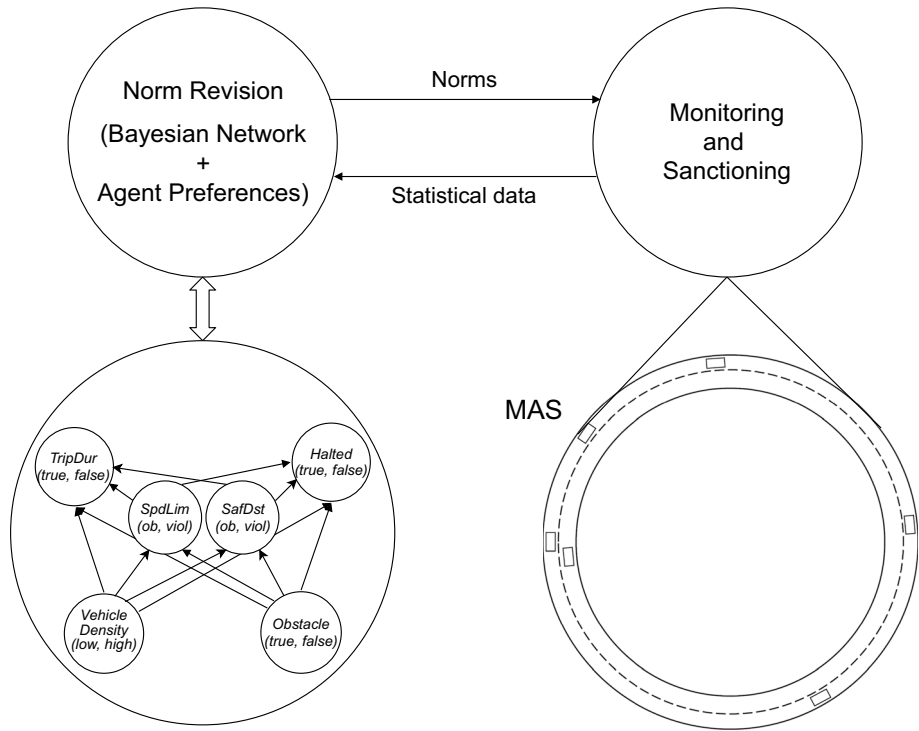 Norm Revision
(Bayesian Network
+
Agent Preferences)
Norms
Statistical data
Monitoring
and
Sanctioning
MAS
TripDur
(true, false)
Halted
(true, false)
SpdLim
(ob, viol)
SafDst
(ob, viol)
Vehicle
Density
(low, high)
Obstacle
(true, false)